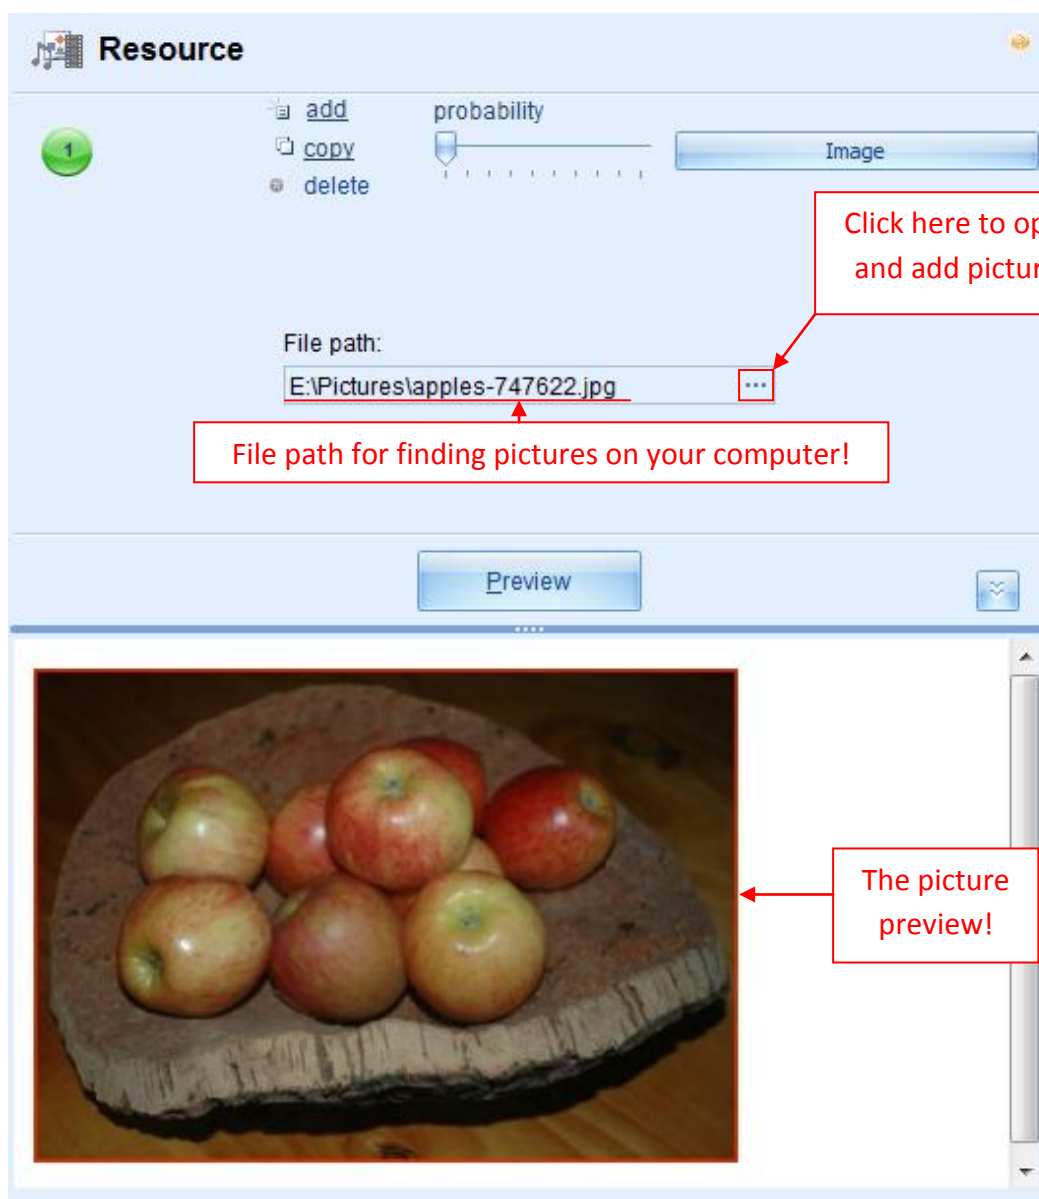 Resource
add
probability
1
copy
Image
delete
Click here to op
and add pictur
File path:
E:\Pictures\apples-747622.jpg
...
File path for finding pictures on your computer!
Preview
The picture
preview!